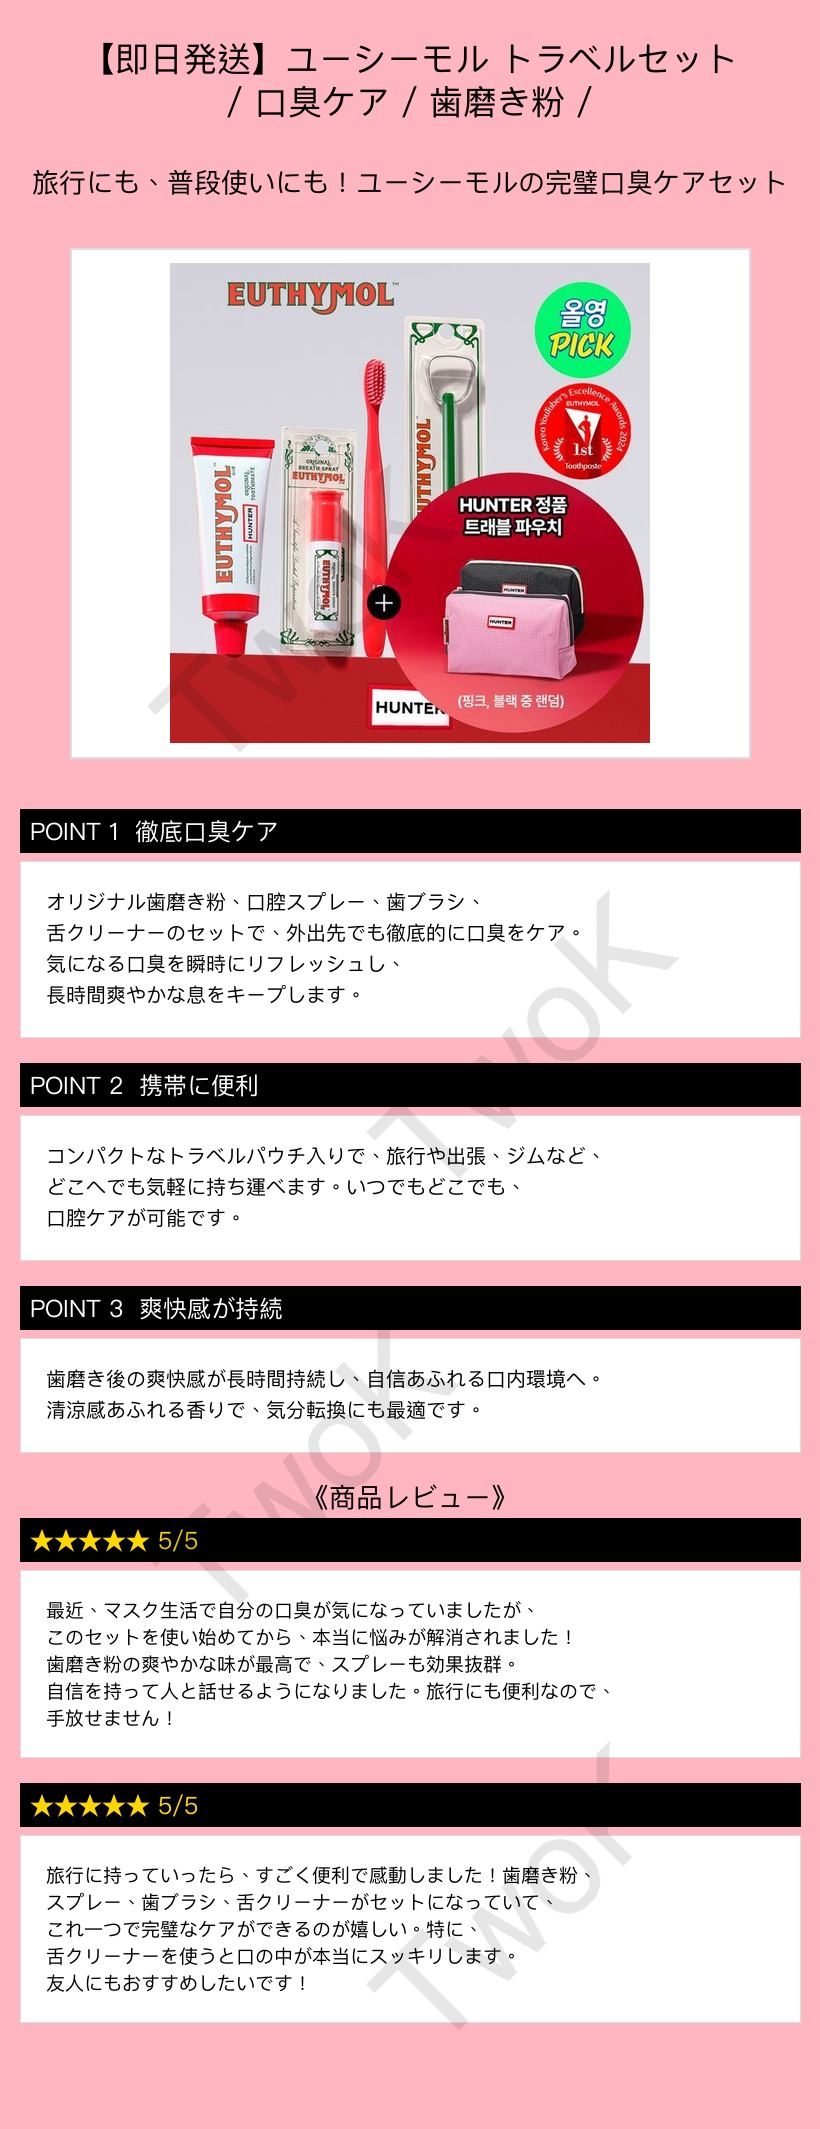 【即日発送】ユーシーモル トラベルセット
/ 口臭ケア / 歯磨き粉 /
旅行にも、普段使いにも！ユーシーモルの完璧口臭ケアセット
EUTHYMOL™
올영
PICK
Korea YouTuber's Excellence Awards 2024
EUTHYMOL
1st
Toothpaste
EUTHYMOL
ORIGINAL
TOOTHPASTE
HUNTER
ORIGINAL
BREATH SPRAY
EUTHYMOL
EUTHYMOL
EUTHYMOL
HUNTER 정품
트래블 파우치
HUNTER
HUNTER
(핑크, 블랙 중 랜덤)
HUNTER
TwoK
POINT 1 徹底口臭ケア
オリジナル歯磨き粉、口腔スプレー、歯ブラシ、
舌クリーナーのセットで、外出先でも徹底的に口臭をケア。
気になる口臭を瞬時にリフレッシュし、
長時間爽やかな息をキープします。
TwoK
POINT 2 携帯に便利
コンパクトなトラベルパウチ入りで、旅行や出張、ジムなど、
どこへでも気軽に持ち運べます。いつでもどこでも、
口腔ケアが可能です。
POINT 3 爽快感が持続
歯磨き後の爽快感が長時間持続し、自信あふれる口内環境へ。
清涼感あふれる香りで、気分転換にも最適です。
TwoK
《商品レビュー》
★★★★★ 5/5
最近、マスク生活で自分の口臭が気になっていましたが、
このセットを使い始めてから、本当に悩みが解消されました！
歯磨き粉の爽やかな味が最高で、スプレーも効果抜群。
自信を持って人と話せるようになりました。旅行にも便利なので、
手放せません！
★★★★★ 5/5
旅行に持っていったら、すごく便利で感動しました！歯磨き粉、
スプレー、歯ブラシ、舌クリーナーがセットになっていて、
これ一つで完璧なケアができるのが嬉しい。特に、
舌クリーナーを使うと口の中が本当にスッキリします。
友人にもおすすめしたいです！
TwoK